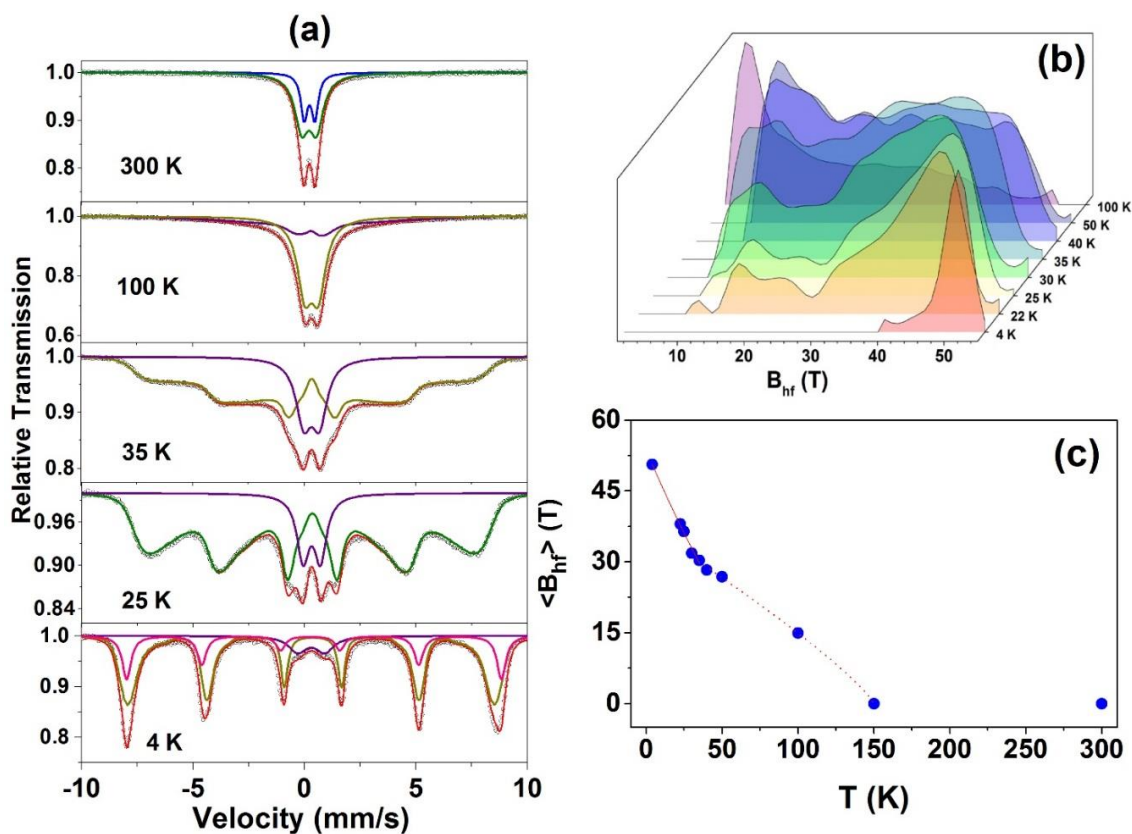 (a)
Relative Transmission
1.0
0.9
0.8
300 K
1.0
0.8
0.6
100 K
1.0
0.9
0.8
35 K
0.96
0.90
0.84
25 K
1.0
0.9
0.8
4 K
-10 -5 0 5 10
Velocity (mm/s)
(b)
100 K
50 K
40 K
35 K
30 K
25 K
22 K
4 K
10 20 30 40 50
B_hf (T)
(c)
<B_hf> (T)
60
45
30
15
0
0 50 100 150 200 250 300
T (K)